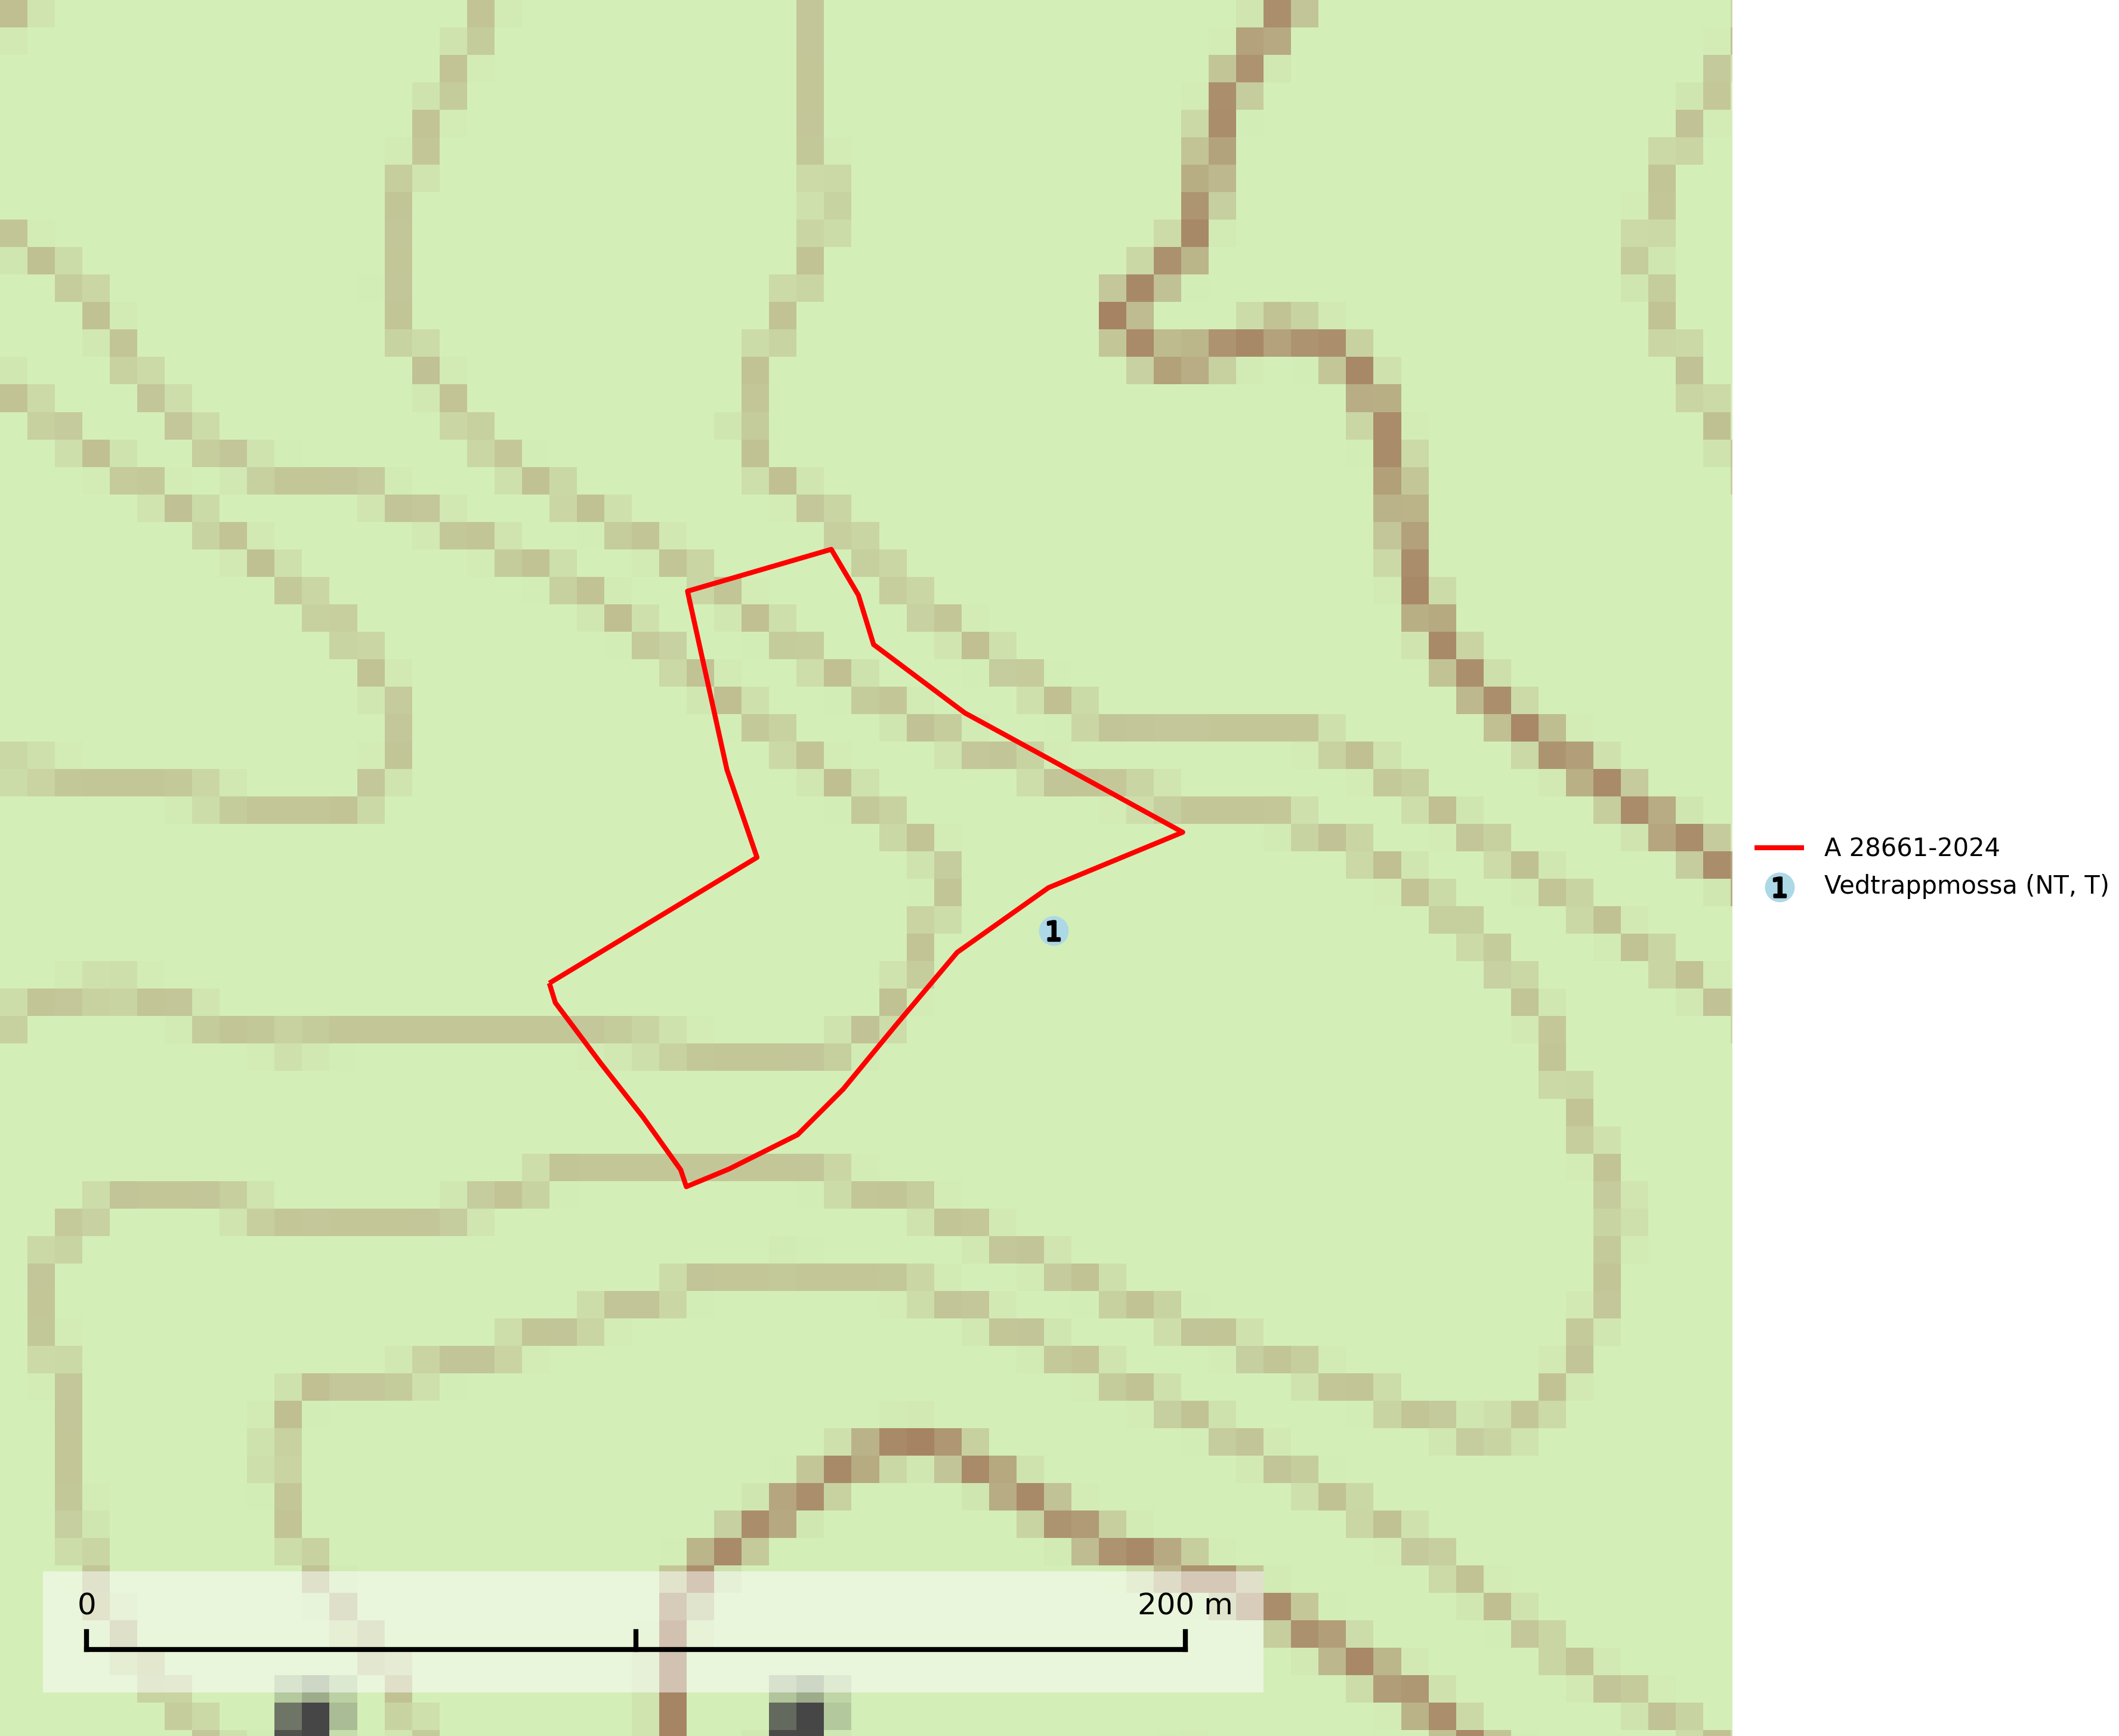 1
A 28661-2024
1 Vedtrappmossa (NT, T)
0 200 m